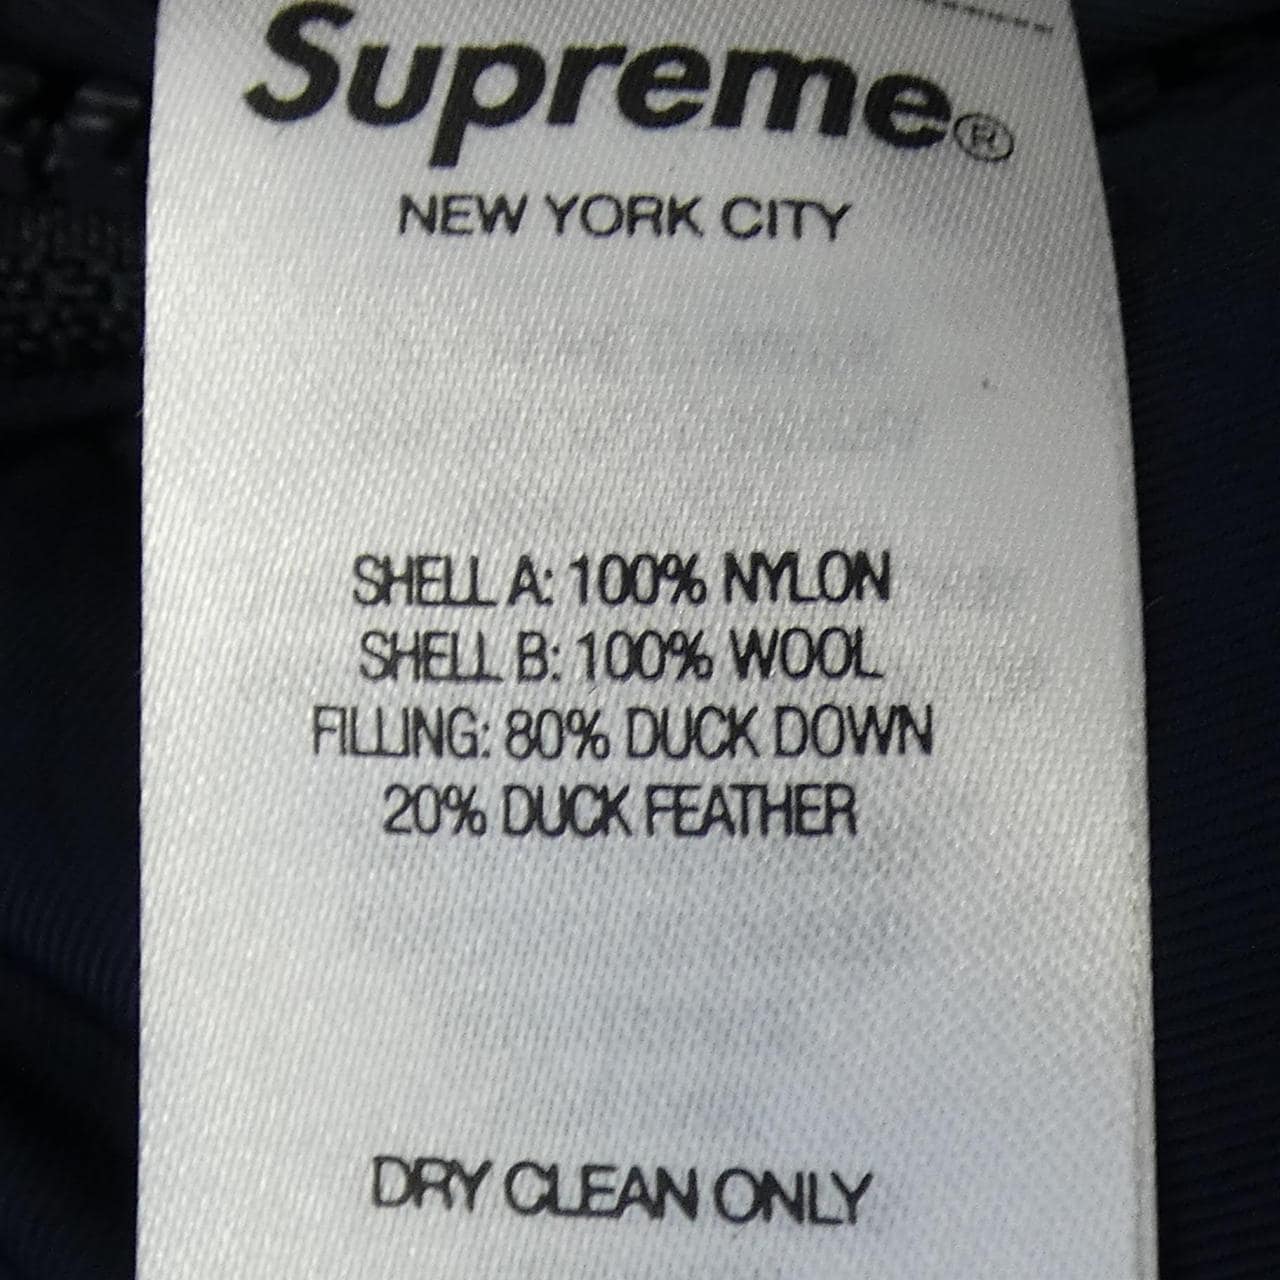 Supreme®
NEW YORK CITY
SHELL A: 100% NYLON
SHELL B: 100% WOOL
FILLING: 80% DUCK DOWN
20% DUCK FEATHER
DRY CLEAN ONLY